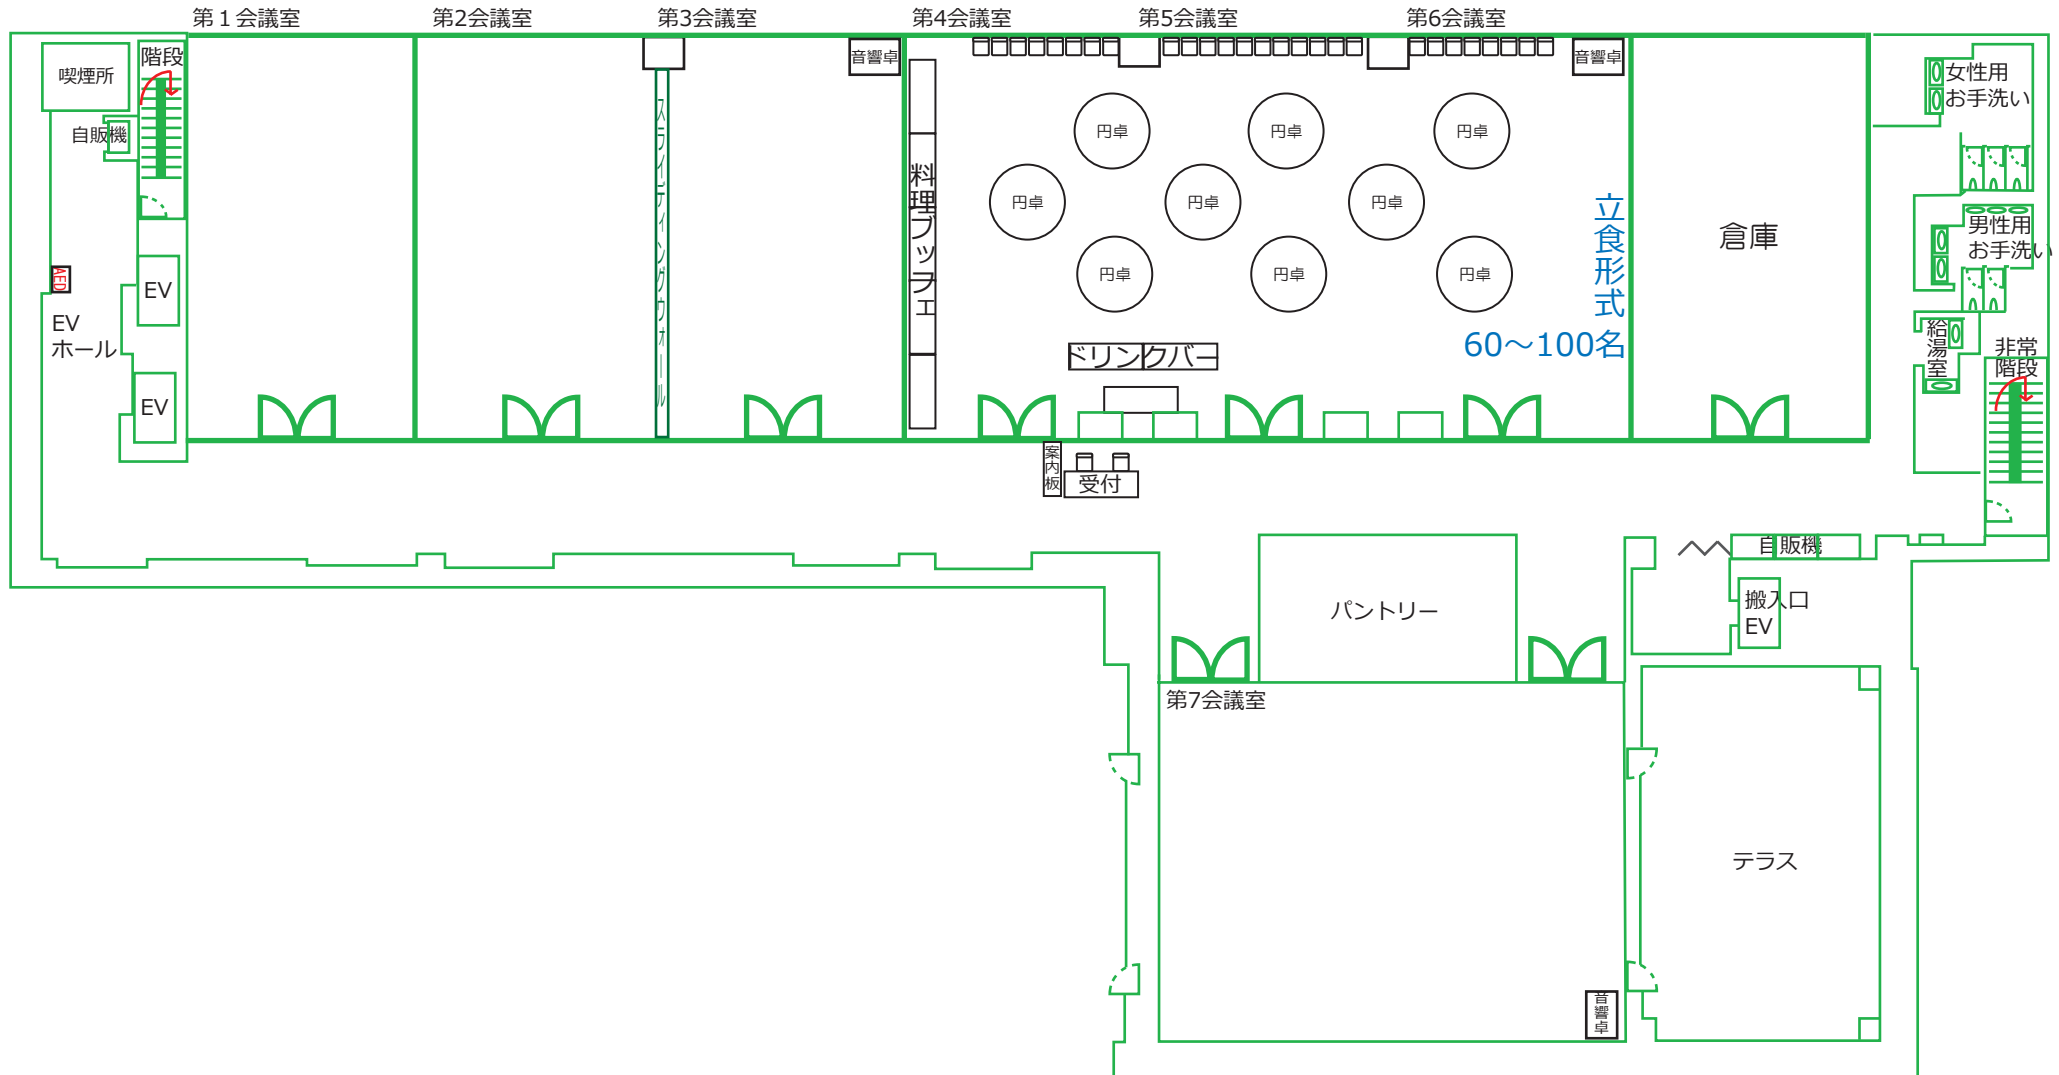 第１会議室
第2会議室
第3会議室
第4会議室
第5会議室
第6会議室
喫煙所
階段
自販機
AED
EV
ホール
EV
EV
スライディングウォール
音響卓
料理ブッフェ
円卓
円卓
円卓
円卓
円卓
円卓
円卓
円卓
円卓
音響卓
立食形式
60～100名
ドリンクバー
倉庫
女性用
お手洗い
男性用
お手洗い
給湯室
非常
階段
案内板
受付
パントリー
自販機
搬入口
EV
第7会議室
テラス
音響卓